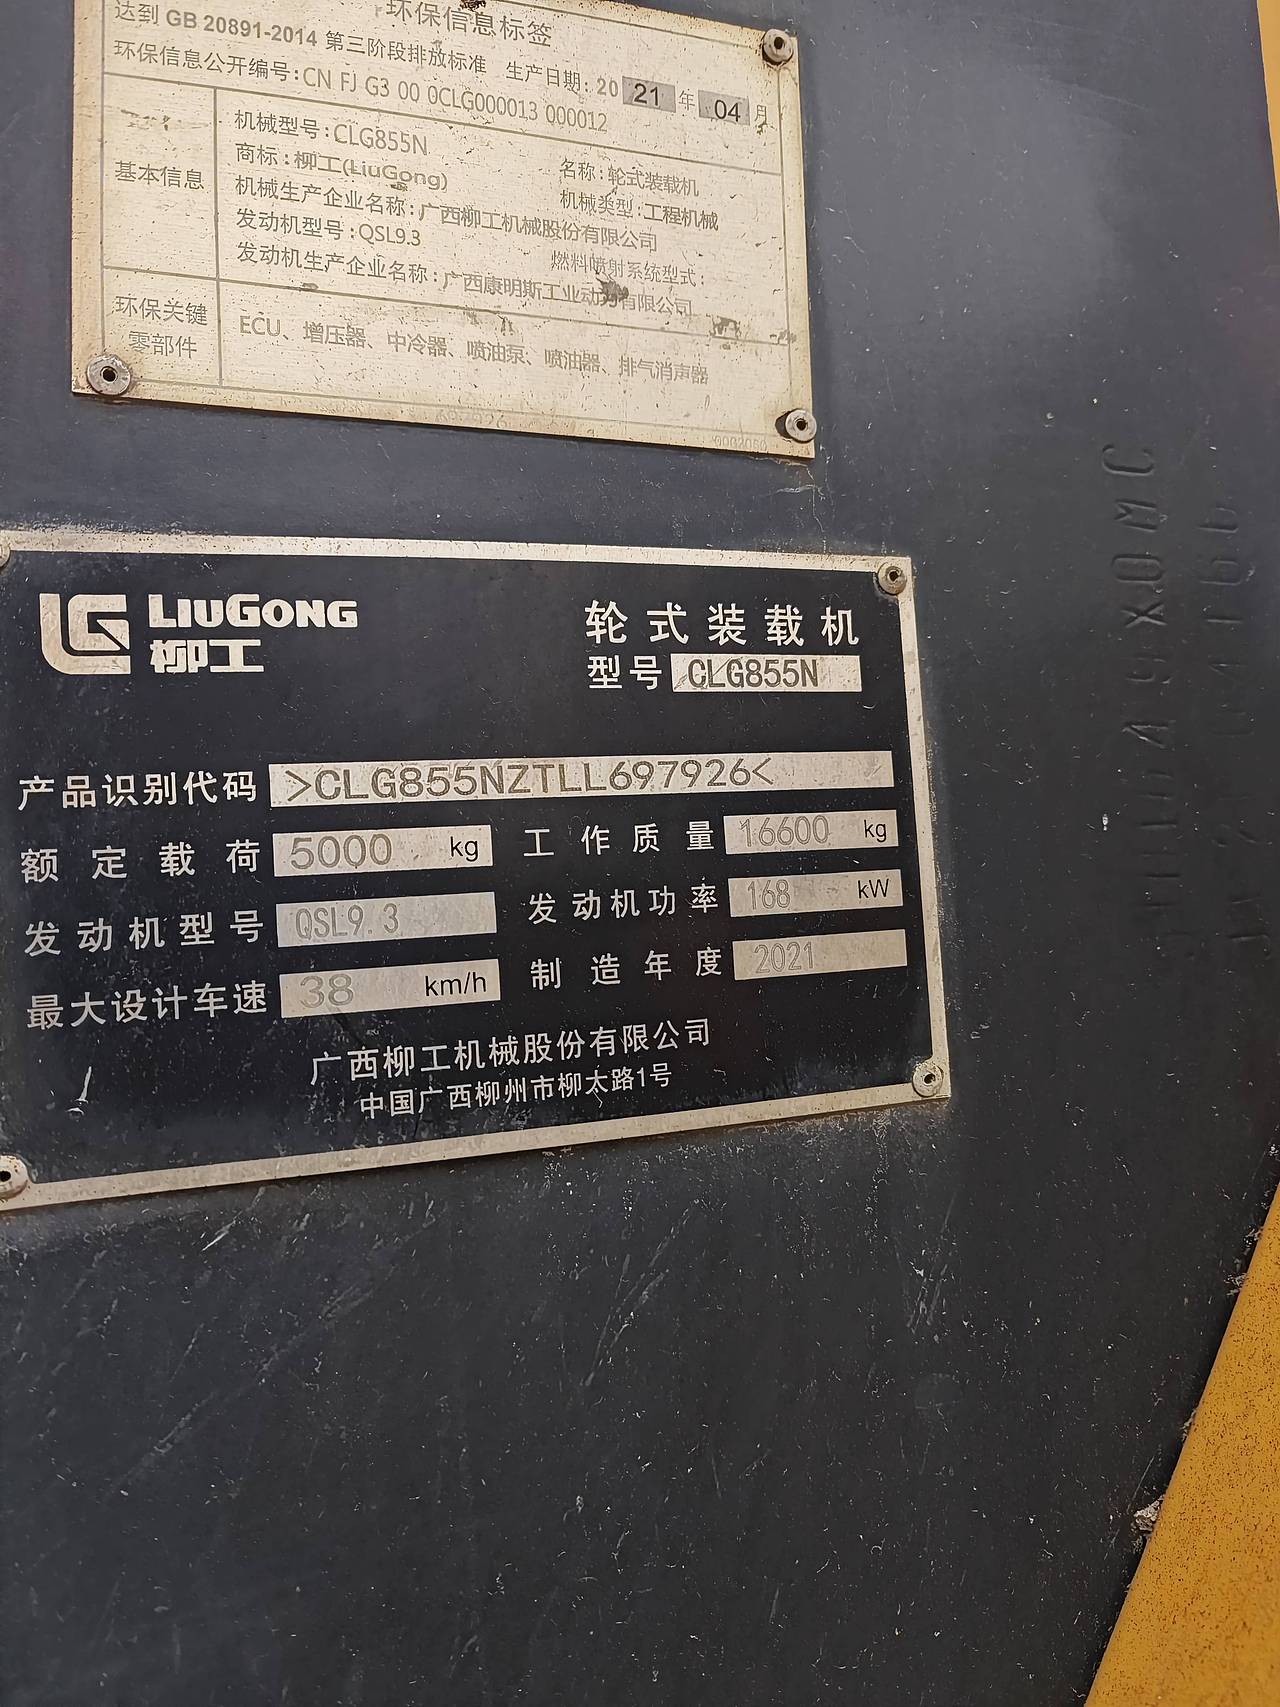 环保信息标签
达到 GB 20891-2014 第三阶段排放标准 生产日期: 2021 年 04 月
环保信息公开编号: CN FJ G3 00 0CLG000013 000012
基本信息
机械型号: CLG855N
商标: 柳工(LiuGong) 名称: 轮式装载机
机械生产企业名称: 广西柳工机械股份有限公司 机械类型: 工程机械
发动机型号: QSL9.3 燃料喷射系统型式:
发动机生产企业名称: 广西康明斯工业动力有限公司
环保关键零部件
ECU、增压器、中冷器、喷油泵、喷油器、排气消声器
697926
LIUGONG
柳工
轮式装载机
型号 CLG855N
产品识别代码 >CLG855NZTLL697926<
额定载荷 5000 kg 工作质量 16600 kg
发动机型号 QSL9.3 发动机功率 168 kW
最大设计车速 38 km/h 制造年度 2021
广西柳工机械股份有限公司
中国广西柳州市柳太路1号